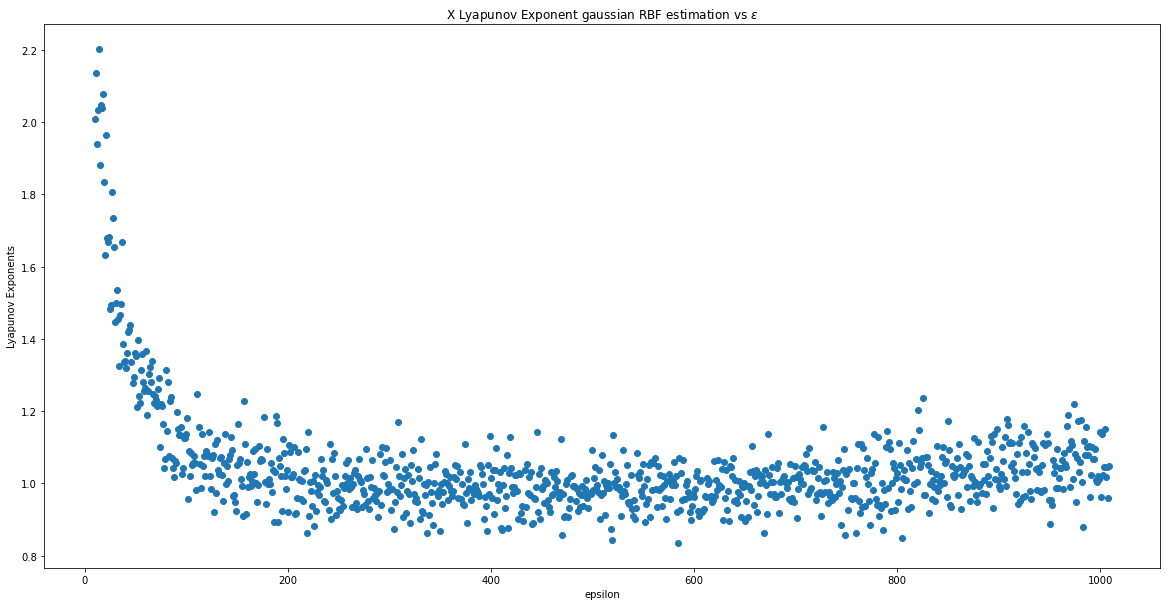 X Lyapunov Exponent gaussian RBF estimation vs ε
Lyapunov Exponents
2.2
2.0
1.8
1.6
1.4
1.2
1.0
0.8
0 200 400 600 800 1000
epsilon